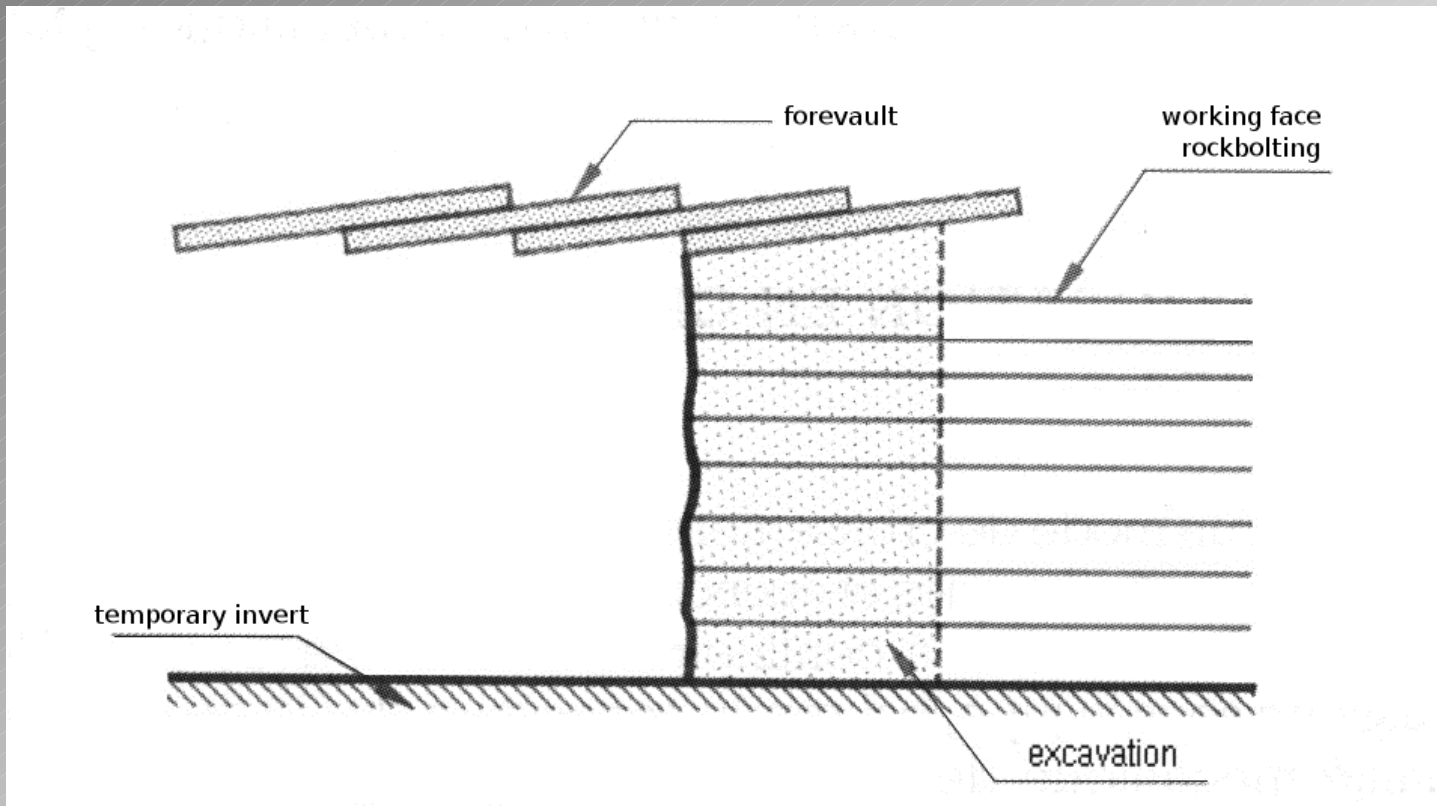 forevault
working face
rockbolting
temporary invert
excavation